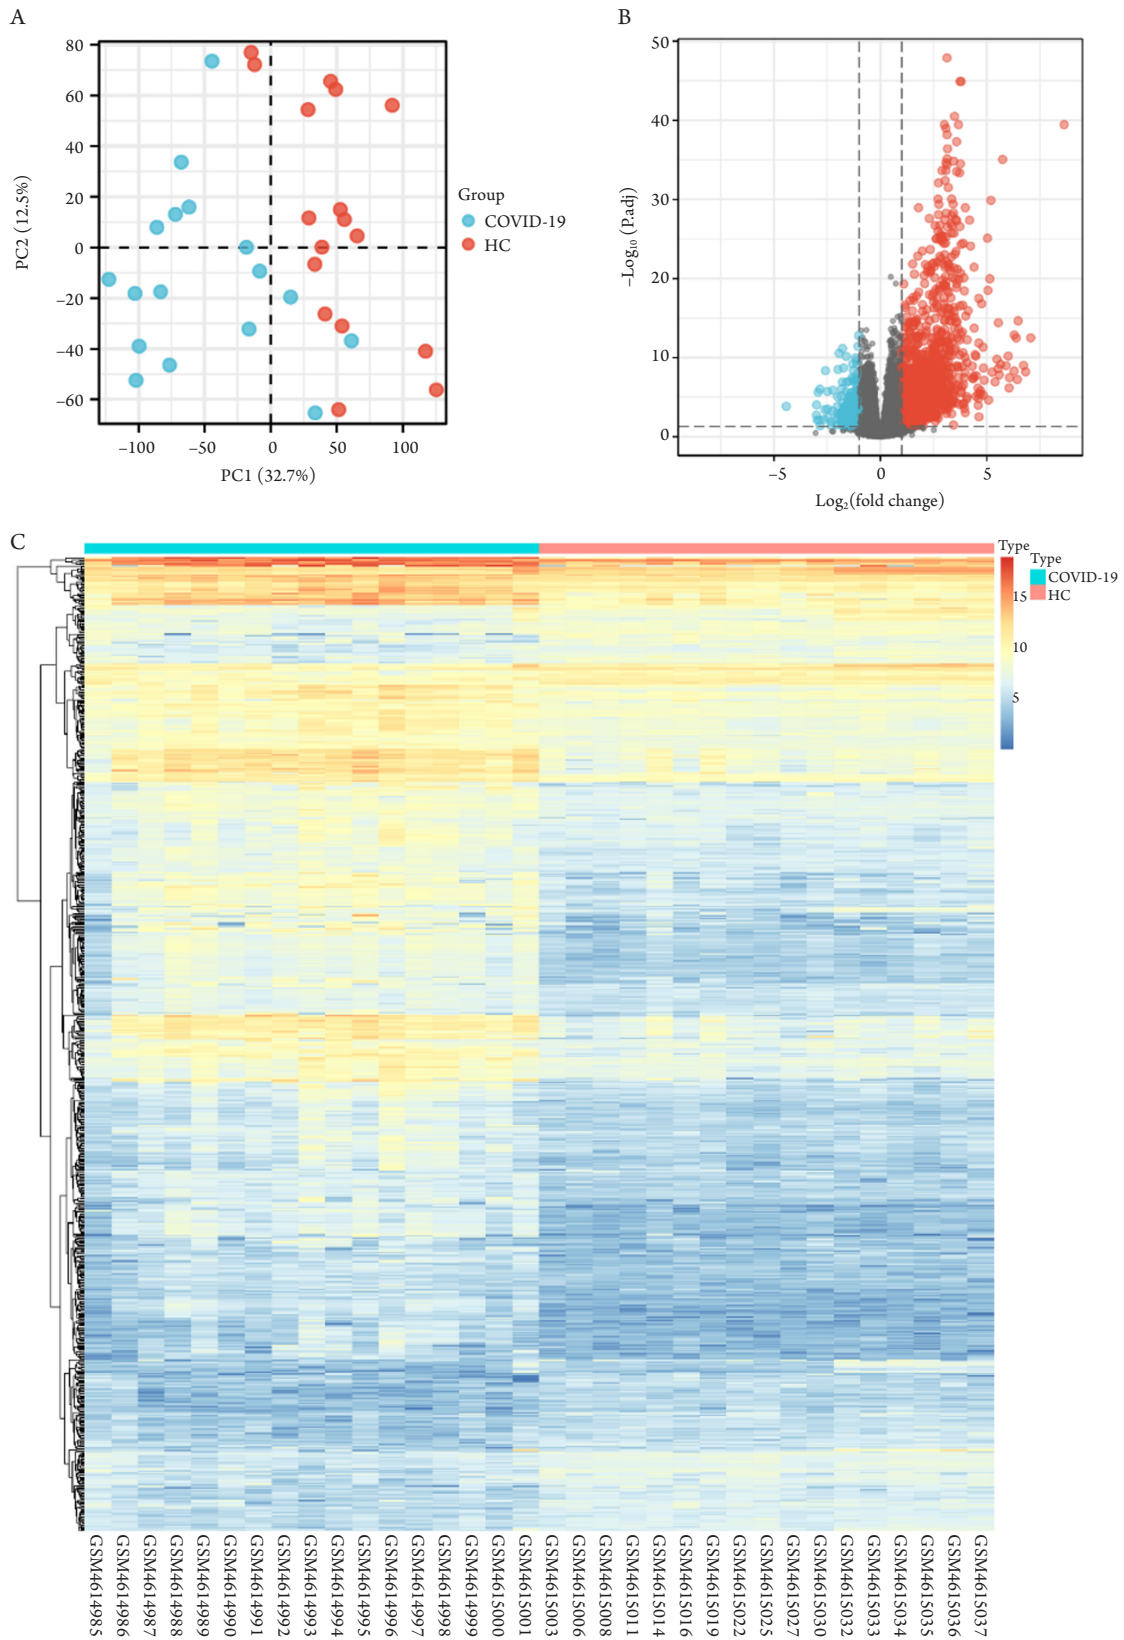 A
80
60
40
20
0
−20
−40
−60
−100
−50
0
50
100
PC1 (32.7%)
PC2 (12.5%)
Group
COVID-19
HC
B
50
40
30
20
10
0
−5
0
5
Log₂(fold change)
−Log₁₀ (P.adj)
C
Type
15
10
5
Type
COVID-19
HC
GSM4614985
GSM4614986
GSM4614987
GSM4614988
GSM4614989
GSM4614990
GSM4614991
GSM4614992
GSM4614993
GSM4614994
GSM4614995
GSM4614996
GSM4614997
GSM4614998
GSM4614999
GSM4615000
GSM4615001
GSM4615003
GSM4615006
GSM4615008
GSM4615011
GSM4615014
GSM4615016
GSM4615019
GSM4615022
GSM4615025
GSM4615027
GSM4615030
GSM4615032
GSM4615033
GSM4615034
GSM4615035
GSM4615036
GSM4615037